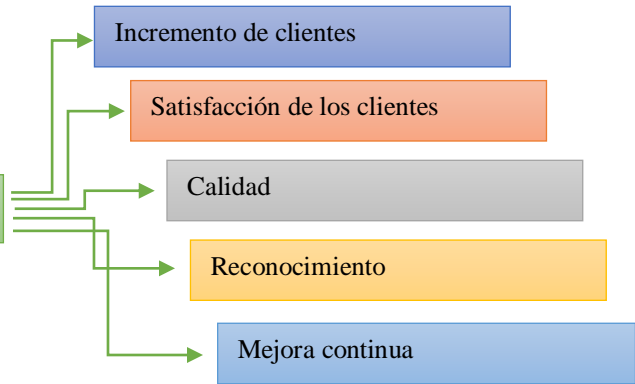 Incremento de clientes
Satisfacción de los clientes
Calidad
Reconocimiento
Mejora continua